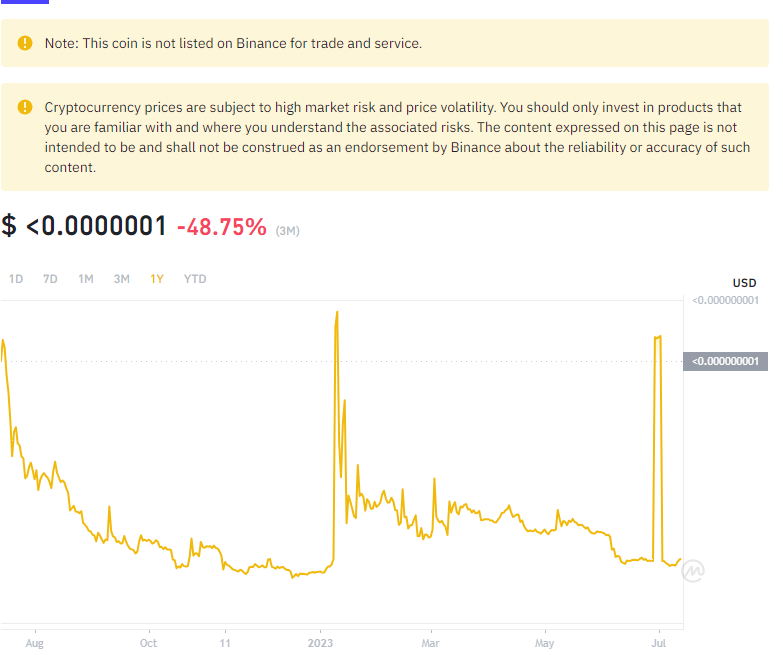 Note: This coin is not listed on Binance for trade and service.
Cryptocurrency prices are subject to high market risk and price volatility. You should only invest in products that
you are familiar with and where you understand the associated risks. The content expressed on this page is not
intended to be and shall not be construed as an endorsement by Binance about the reliability or accuracy of such
content.
$ <0.0000001 -48.75% (3M)
1D 7D 1M 3M 1Y YTD
USD
<0.000000001
<0.000000001
Aug Oct 11 2023 Mar May Jul